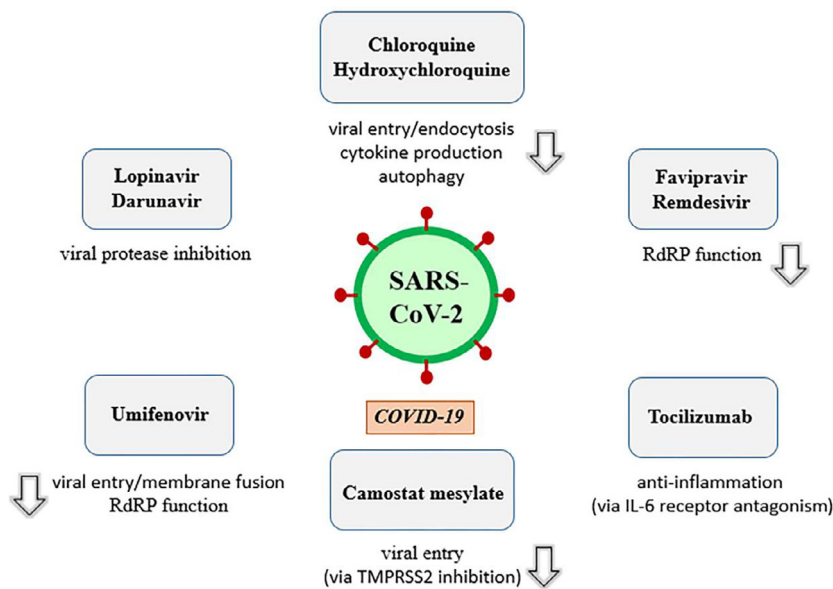 Chloroquine
Hydroxychloroquine
viral entry/endocytosis
cytokine production
autophagy
Lopinavir
Darunavir
viral protease inhibition
Favipravir
Remdesivir
RdRP function
SARS-
CoV-2
COVID-19
Umifenovir
viral entry/membrane fusion
RdRP function
Camostat mesylate
viral entry
(via TMPRSS2 inhibition)
Tocilizumab
anti-inflammation
(via IL-6 receptor antagonism)